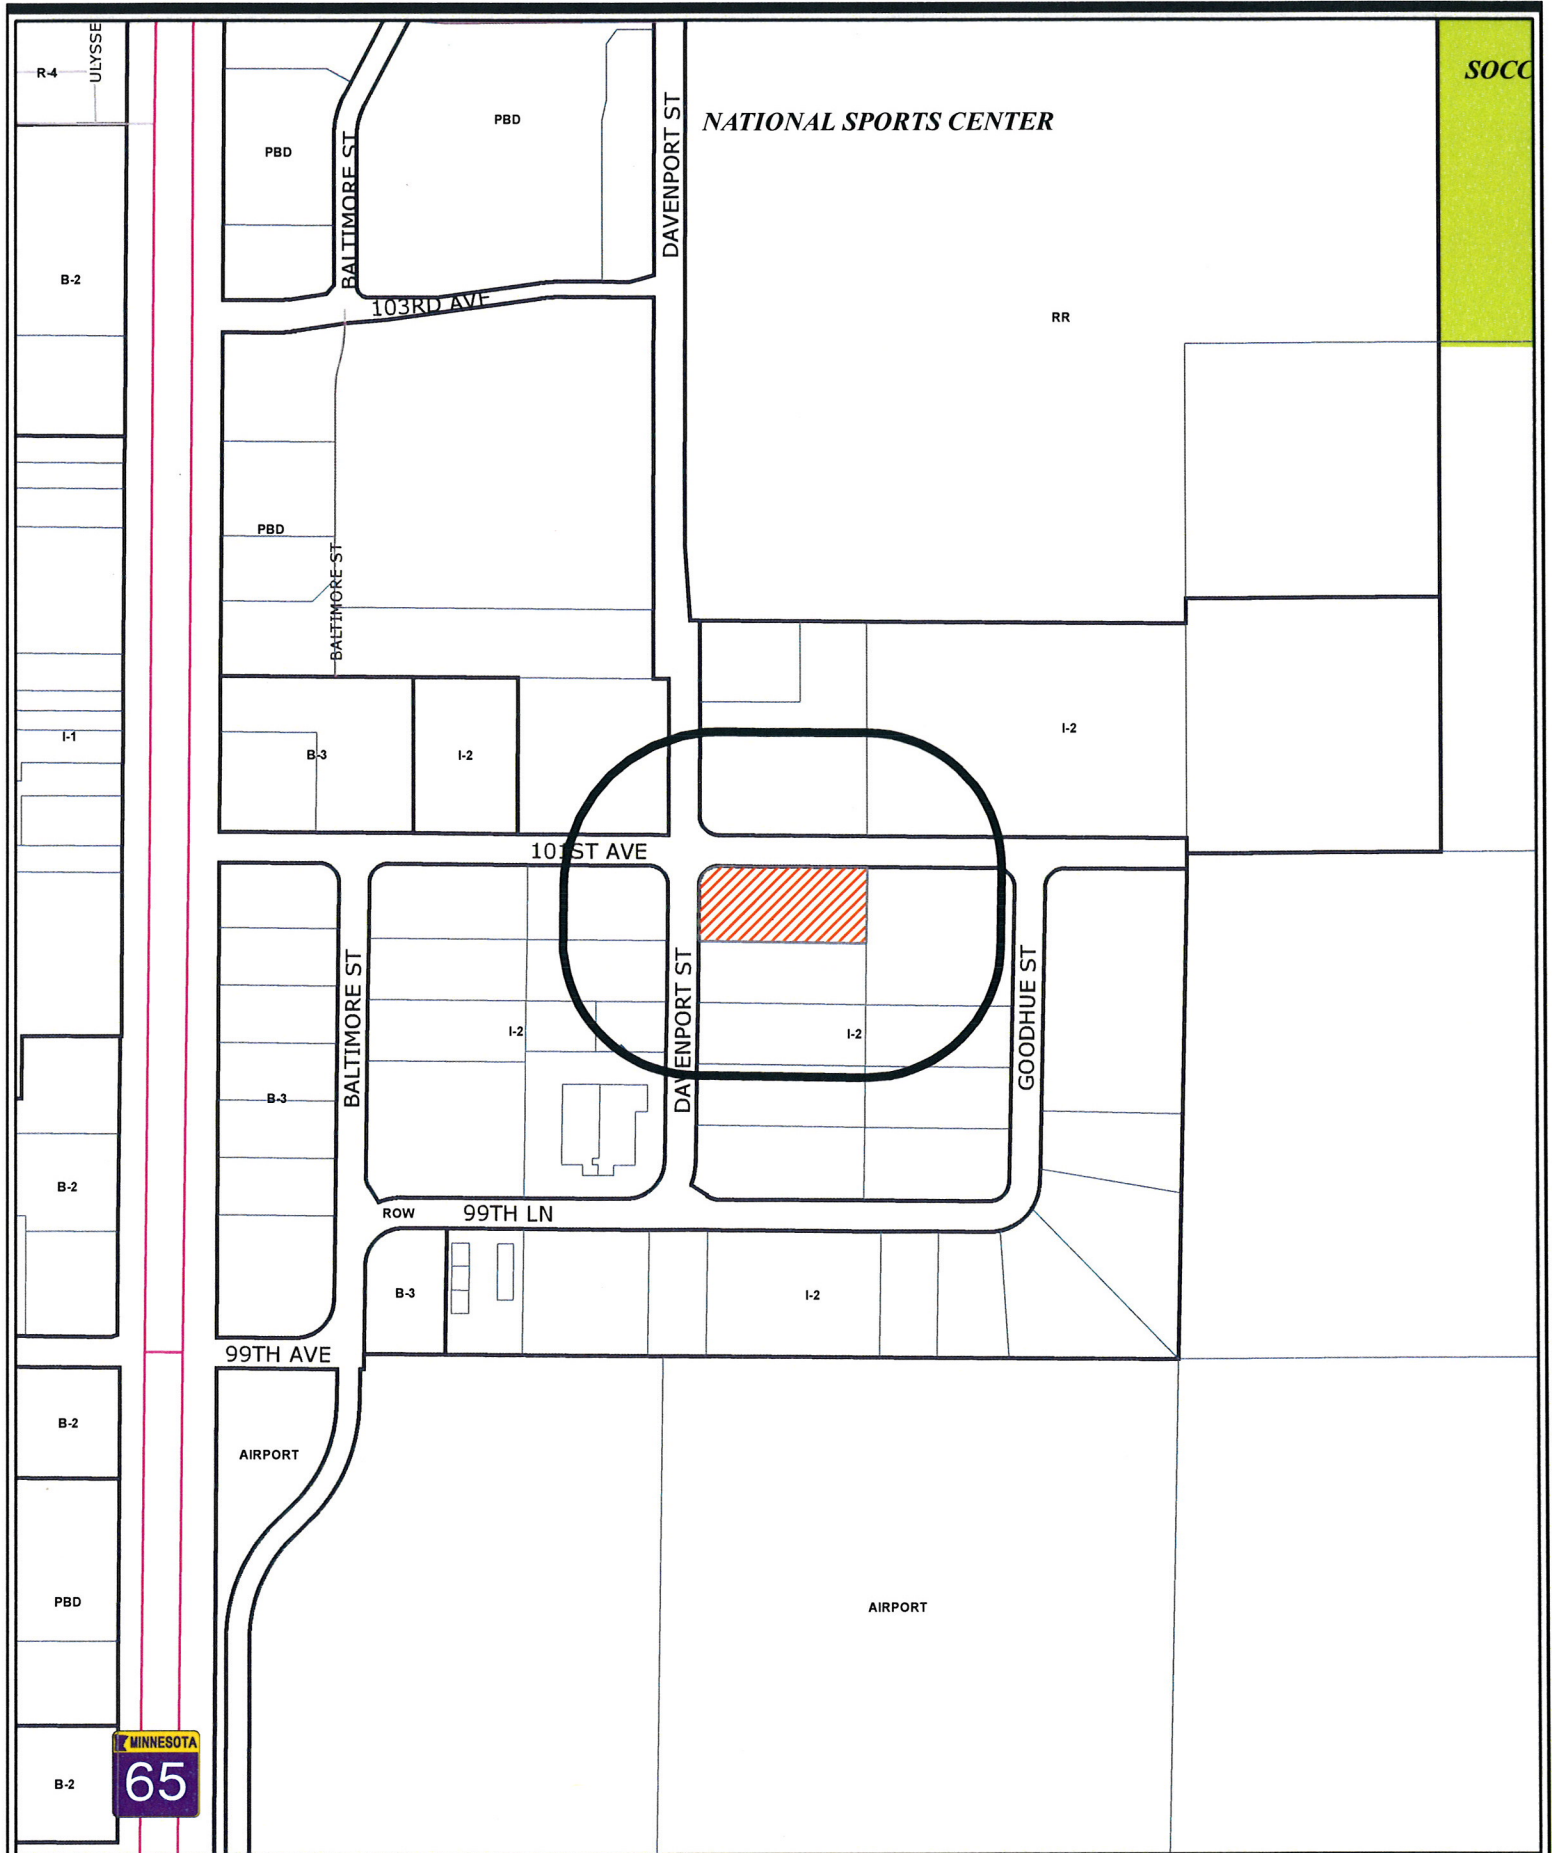 ULYSSE
R-4
SOCC
PBD
NATIONAL SPORTS CENTER
DAVENPORT ST
PBD
BALTIMORE ST
B-2
103RD AVE
RR
PBD
BALTIMORE ST
I-1
B-3
I-2
I-2
101ST AVE
BALTIMORE ST
DAVENPORT ST
GOODHUE ST
I-2
I-2
B-3
B-2
ROW
99TH LN
B-3
I-2
99TH AVE
B-2
AIRPORT
PBD
AIRPORT
MINNESOTA
65
B-2